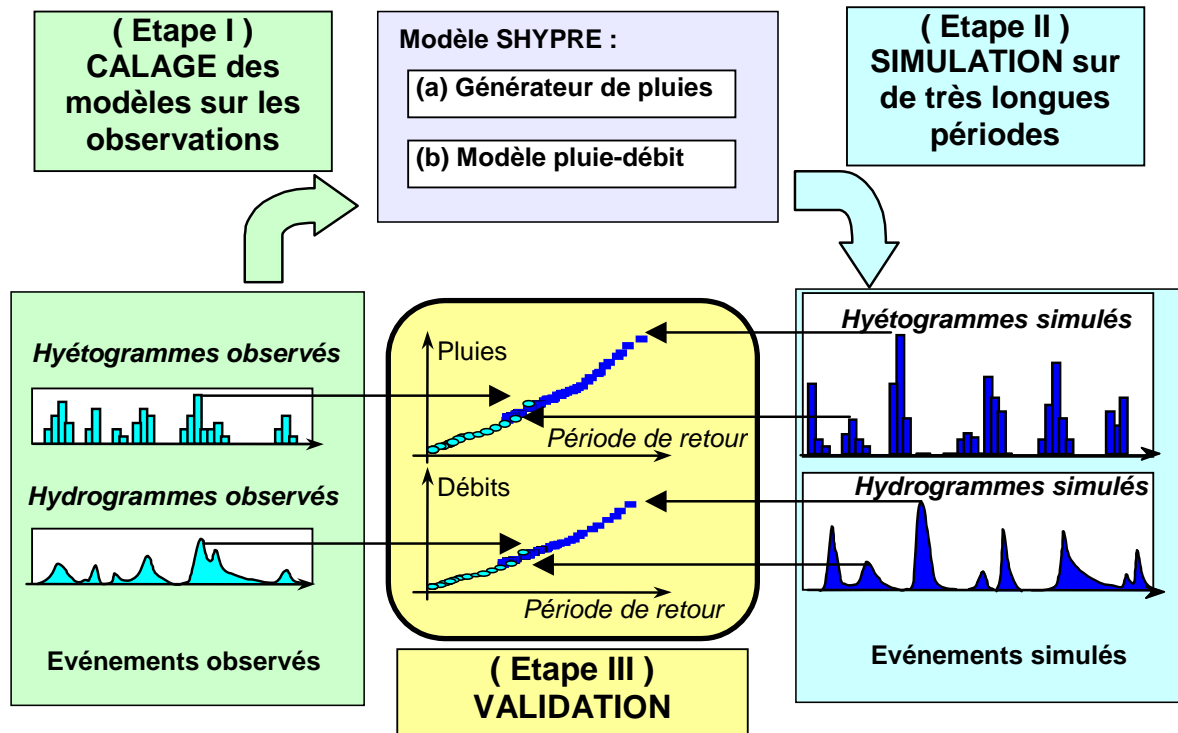 ( Etape I )
CALAGE des
modèles sur les
observations
Modèle SHYPRE :
(a) Générateur de pluies
(b) Modèle pluie-débit
( Etape II )
SIMULATION sur
de très longues
périodes
Hyétogrammes observés
Hydrogrammes observés
Evénements observés
Pluies
Période de retour
Débits
Période de retour
( Etape III )
VALIDATION
Hyétogrammes simulés
Hydrogrammes simulés
Evénements simulés